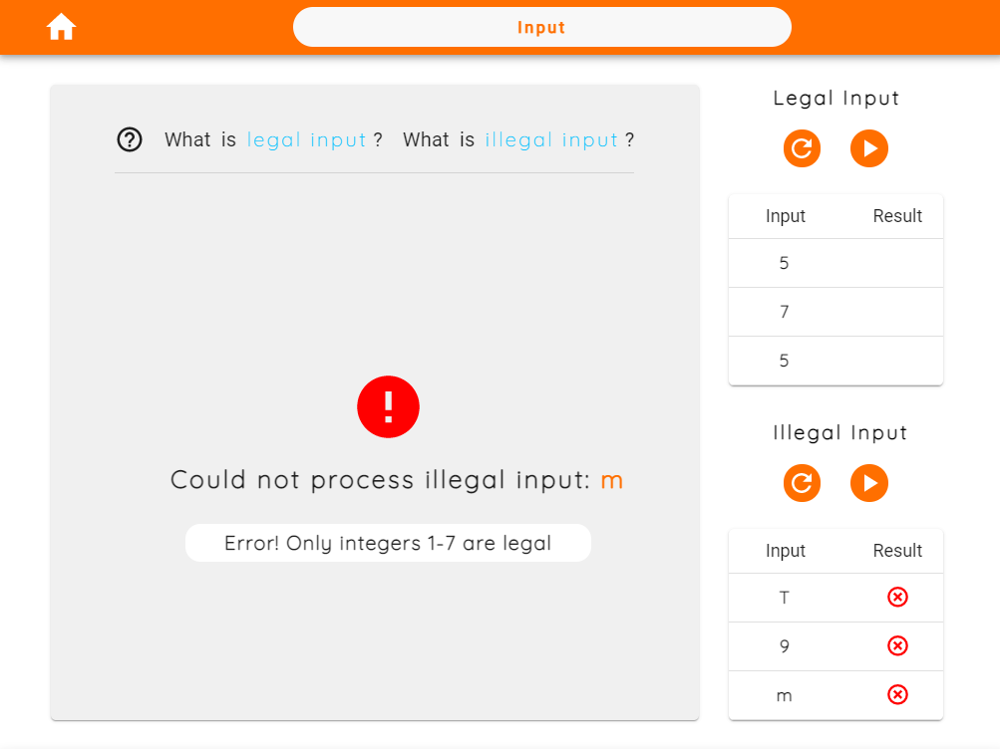 Input
What is legal input ? What is illegal input ?
Could not process illegal input: m
Error! Only integers 1-7 are legal
Legal Input
Input Result
5
7
5
Illegal Input
Input Result
T
9
m